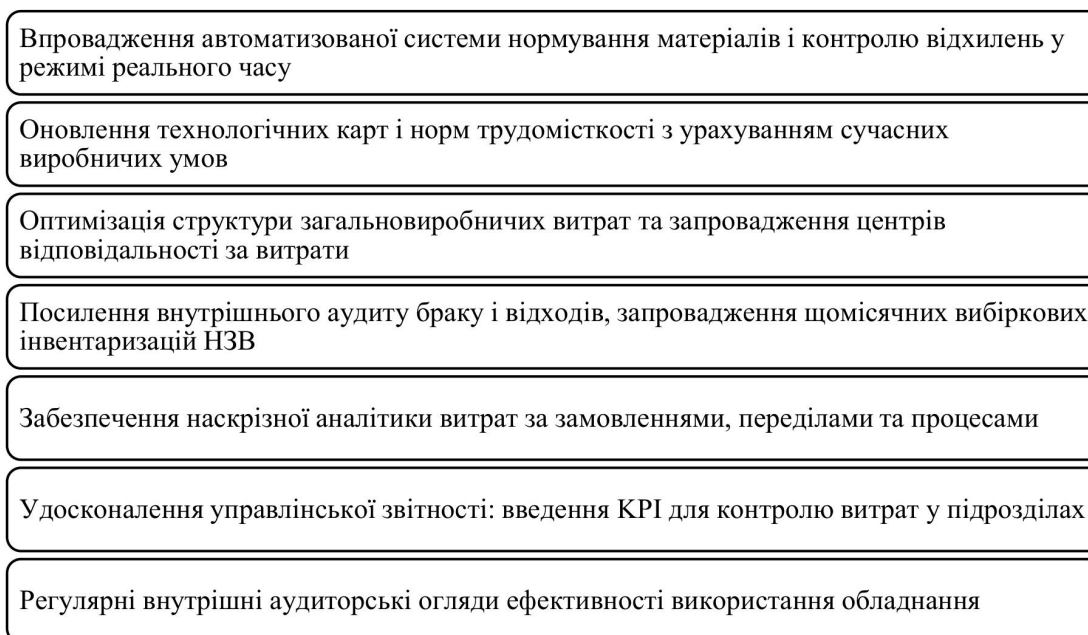 Впровадження автоматизованої системи нормування матеріалів і контролю відхилень у
режимі реального часу
Оновлення технологічних карт і норм трудомісткості з урахуванням сучасних
виробничих умов
Оптимізація структури загальновиробничих витрат та запровадження центрів
відповідальності за витрати
Посилення внутрішнього аудиту браку і відходів, запровадження щомісячних вибіркових
інвентаризацій НЗВ
Забезпечення наскрізної аналітики витрат за замовленнями, переділами та процесами
Удосконалення управлінської звітності: введення KPI для контролю витрат у підрозділах
Регулярні внутрішні аудиторські огляди ефективності використання обладнання